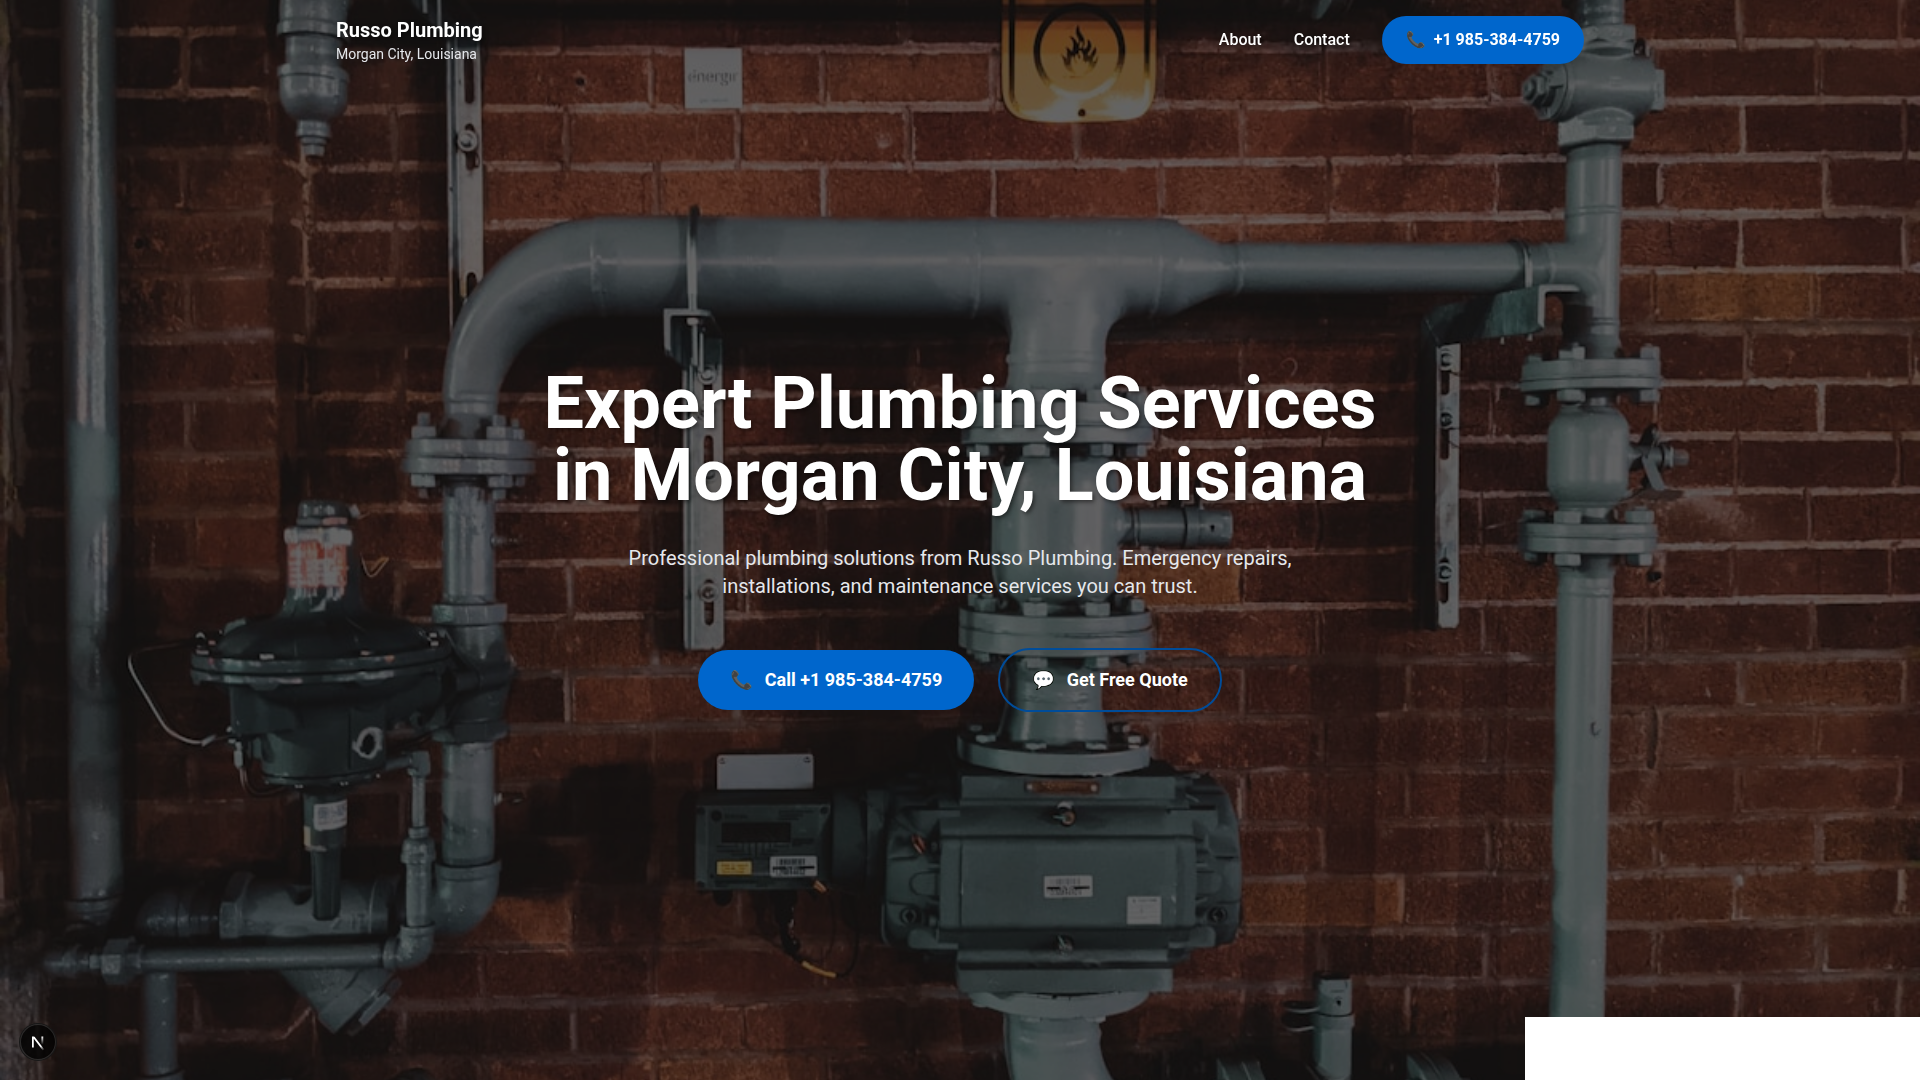 Russo Plumbing
Morgan City, Louisiana
énergir
About
Contact
+1 985-384-4759
Expert Plumbing Services
in Morgan City, Louisiana
Professional plumbing solutions from Russo Plumbing. Emergency repairs,
installations, and maintenance services you can trust.
Call +1 985-384-4759
Get Free Quote
N